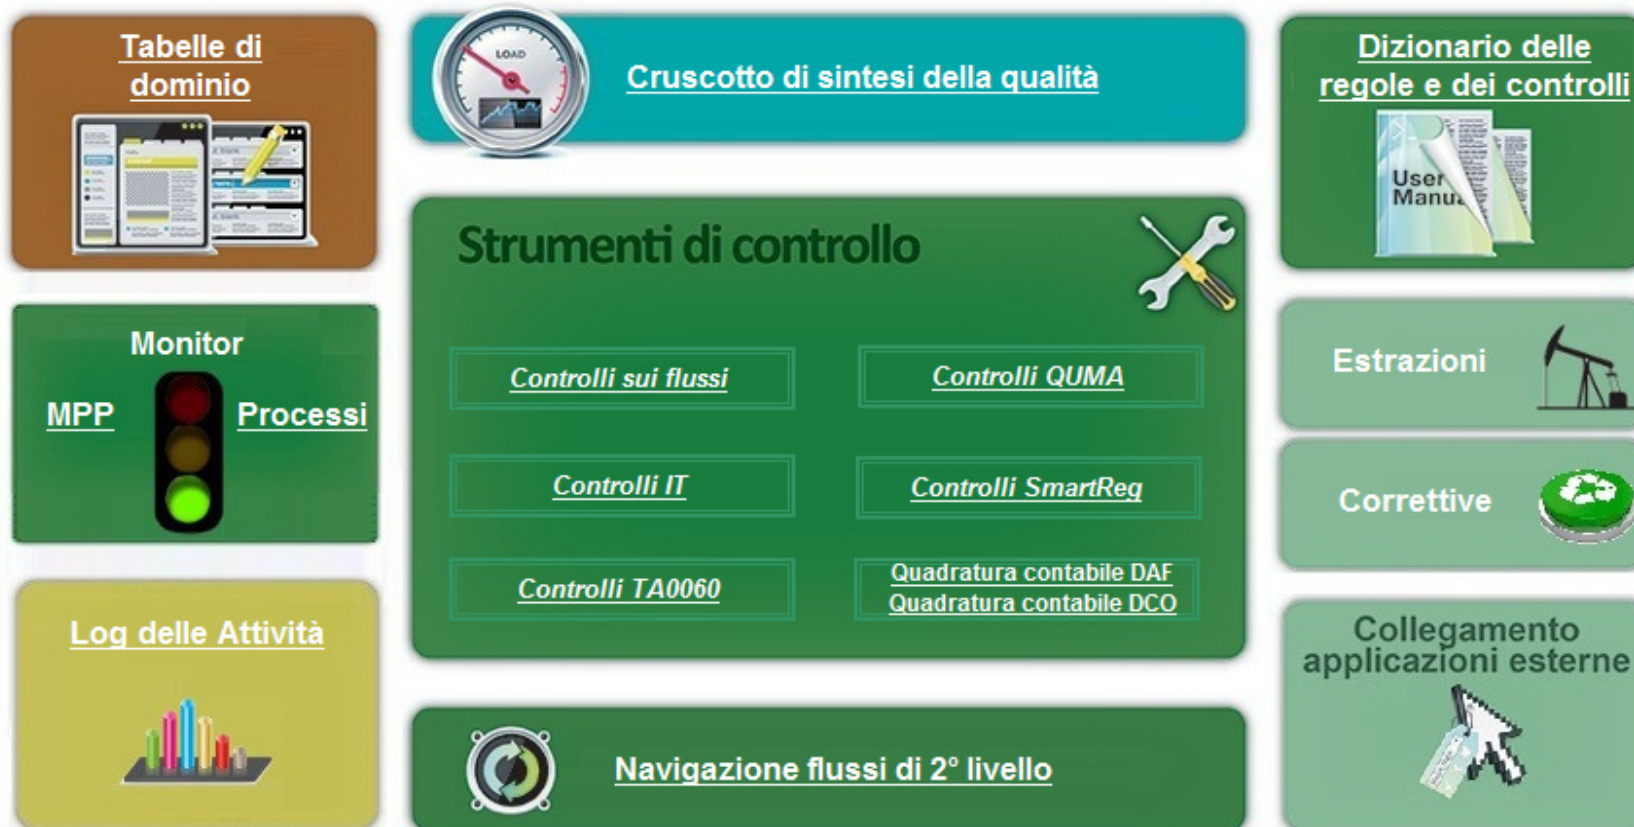 Tabelle di
dominio
LOAD
Cruscotto di sintesi della qualità
Dizionario delle
regole e dei controlli
User
Manu
Strumenti di controllo
Monitor
MPP
Processi
Controlli sui flussi
Controlli QUMA
Controlli IT
Controlli SmartReg
Controlli TA0060
Quadratura contabile DAF
Quadratura contabile DCO
Estrazioni
Correttive
Log delle Attività
Collegamento
applicazioni esterne
Navigazione flussi di 2° livello